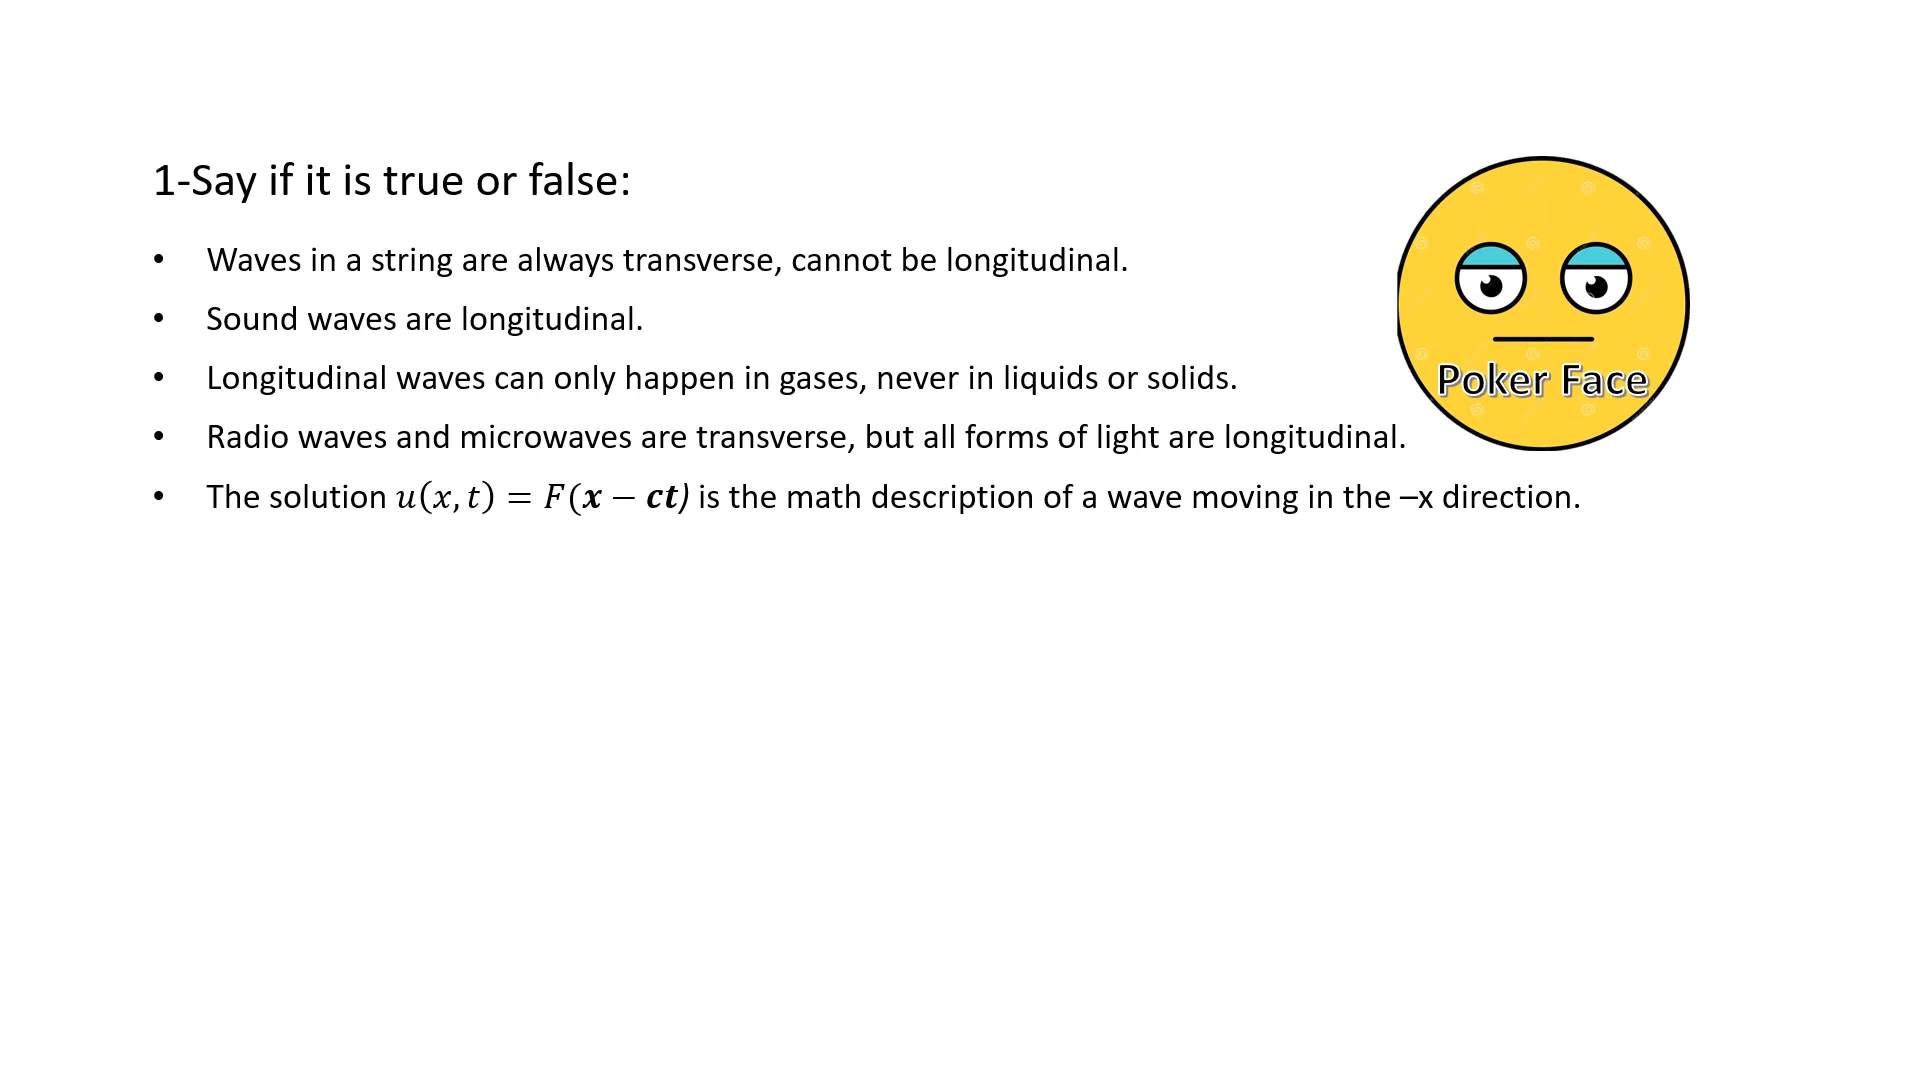 1-Say if it is true or false:
• Waves in a string are always transverse, cannot be longitudinal.
• Sound waves are longitudinal.
• Longitudinal waves can only happen in gases, never in liquids or solids.
• Radio waves and microwaves are transverse, but all forms of light are longitudinal.
• The solution u(x, t) = F(x − ct) is the math description of a wave moving in the –x direction.
Poker Face